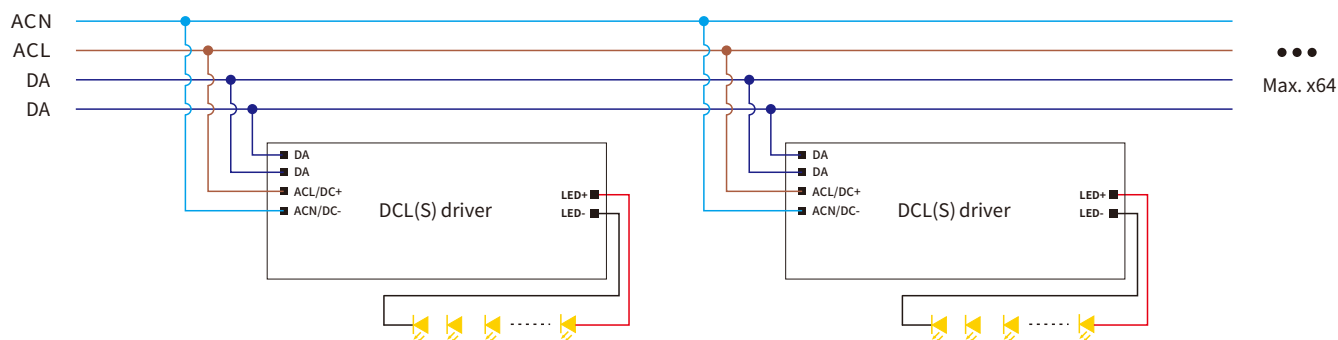 ACN
ACL
DA
DA
Max. x64
DA
DA
ACL/DC+
ACN/DC-
DCL(S) driver
LED+
LED-
DA
DA
ACL/DC+
ACN/DC-
DCL(S) driver
LED+
LED-